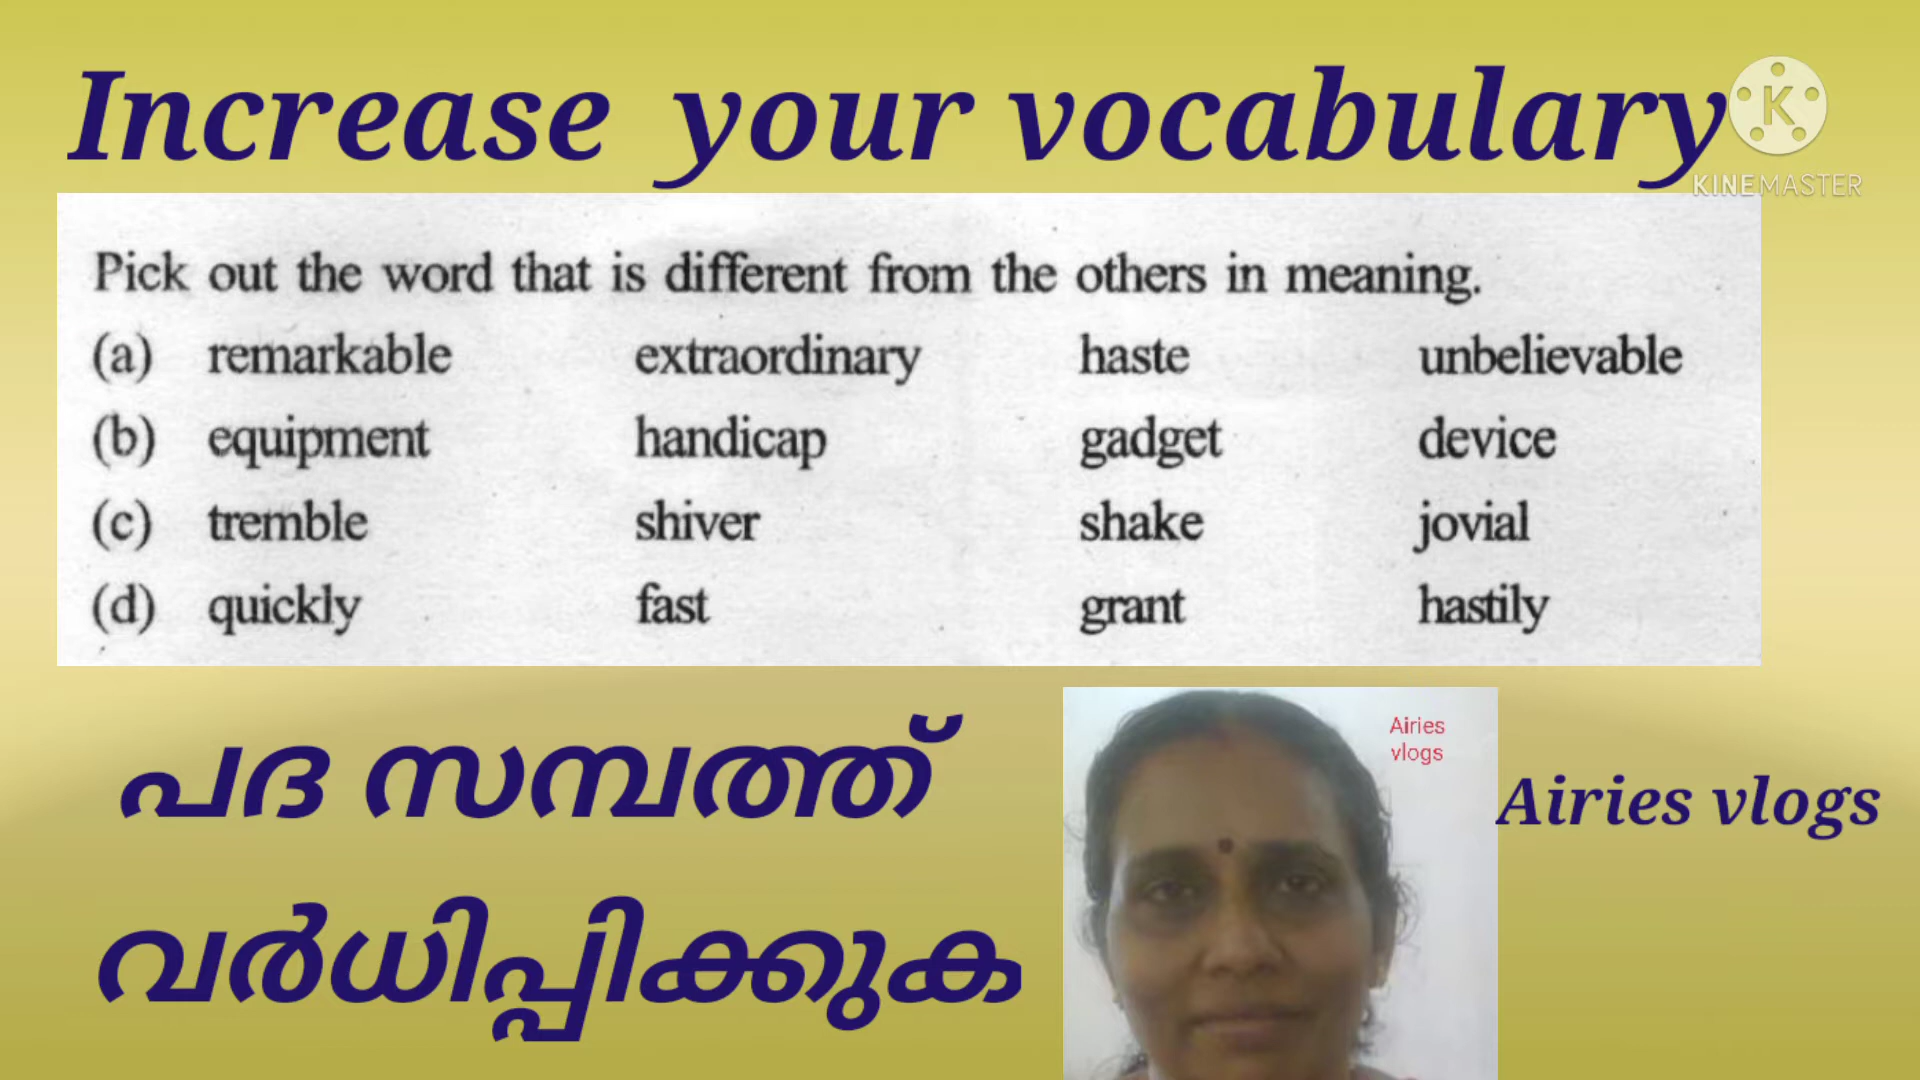 Increase your vocabulary
KINEMASTER
Pick out the word that is different from the others in meaning.
(a) remarkable extraordinary haste unbelievable
(b) equipment handicap gadget device
(c) tremble shiver shake jovial
(d) quickly fast grant hastily
പദ സമ്പത്ത്
വർധിപ്പിക്കുക
Airies
vlogs
Airies vlogs